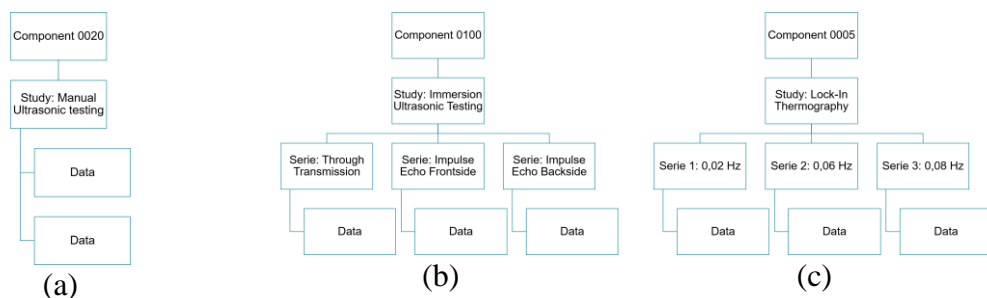 Component 0020
Study: Manual
Ultrasonic testing
Data
Data
(a)
Component 0100
Study: Immersion
Ultrasonic Testing
Serie: Through
Transmission
Serie: Impulse
Echo Frontside
Serie: Impulse
Echo Backside
Data
Data
Data
(b)
Component 0005
Study: Lock-In
Thermography
Serie 1: 0,02 Hz
Serie 2: 0,06 Hz
Serie 3: 0,08 Hz
Data
Data
Data
(c)